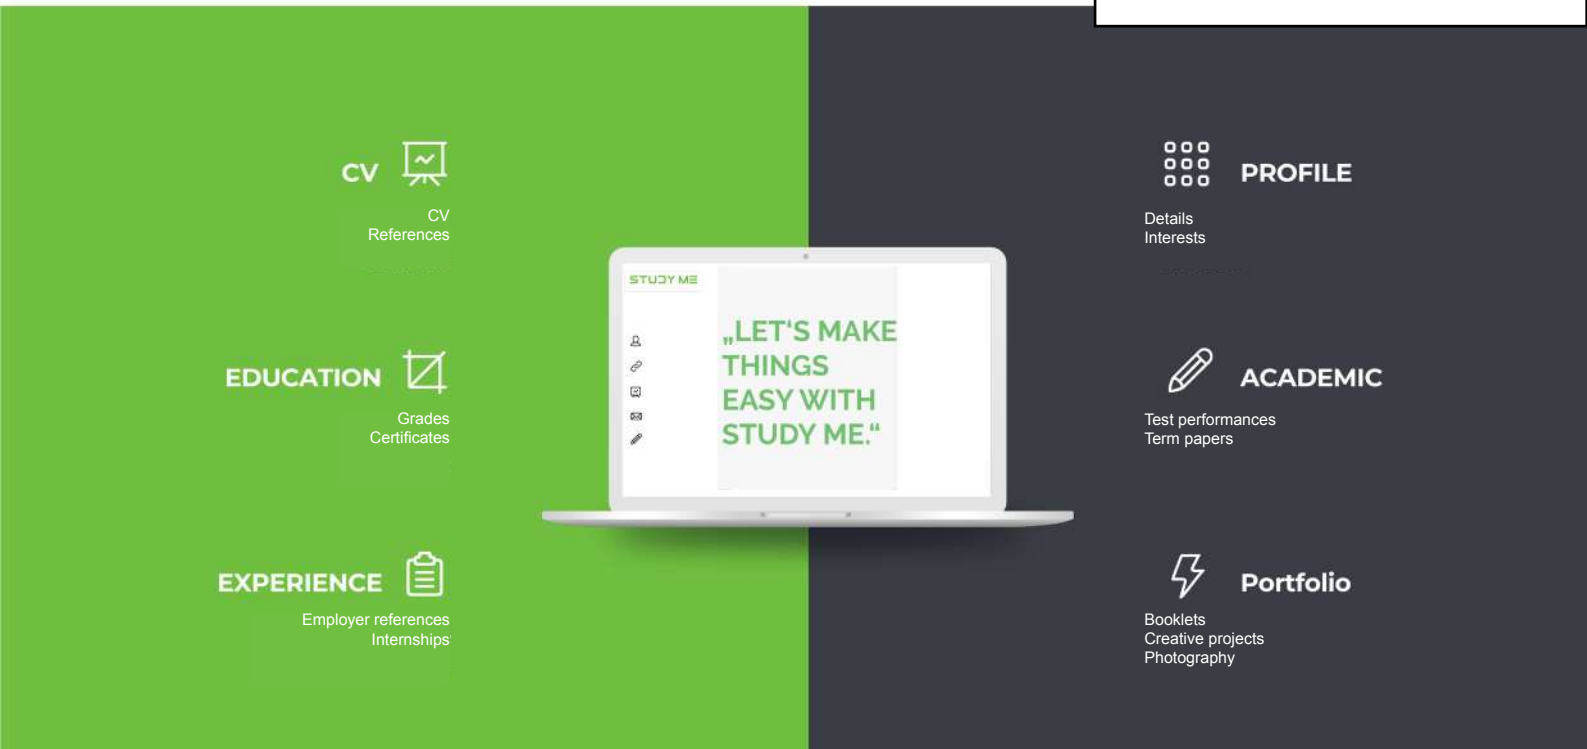 CV
CV
References
EDUCATION
Grades
Certificates
EXPERIENCE
Employer references
Internships
STUDY ME
„LET'S MAKE
THINGS
EASY WITH
STUDY ME.“
PROFILE
Details
Interests
ACADEMIC
Test performances
Term papers
Portfolio
Booklets
Creative projects
Photography